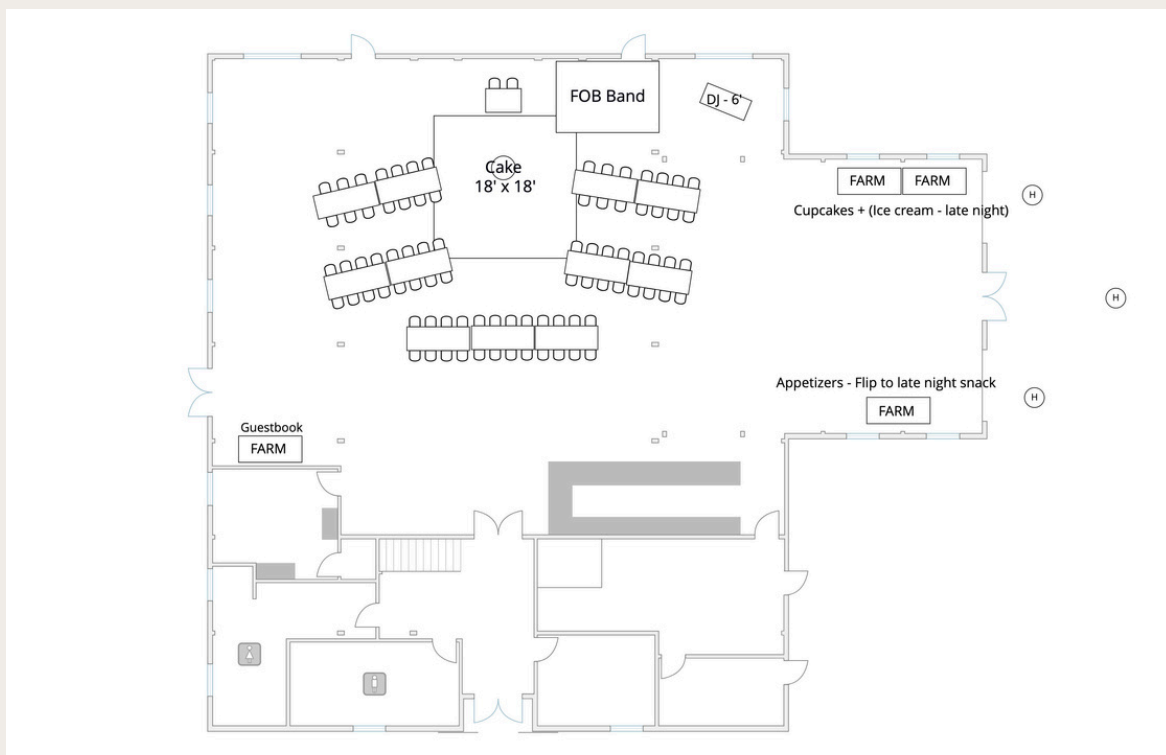 FOB Band
DJ - 6'
Cake
18' x 18'
FARM
FARM
H
Cupcakes + (Ice cream - late night)
H
Appetizers - Flip to late night snack
H
FARM
Guestbook
FARM